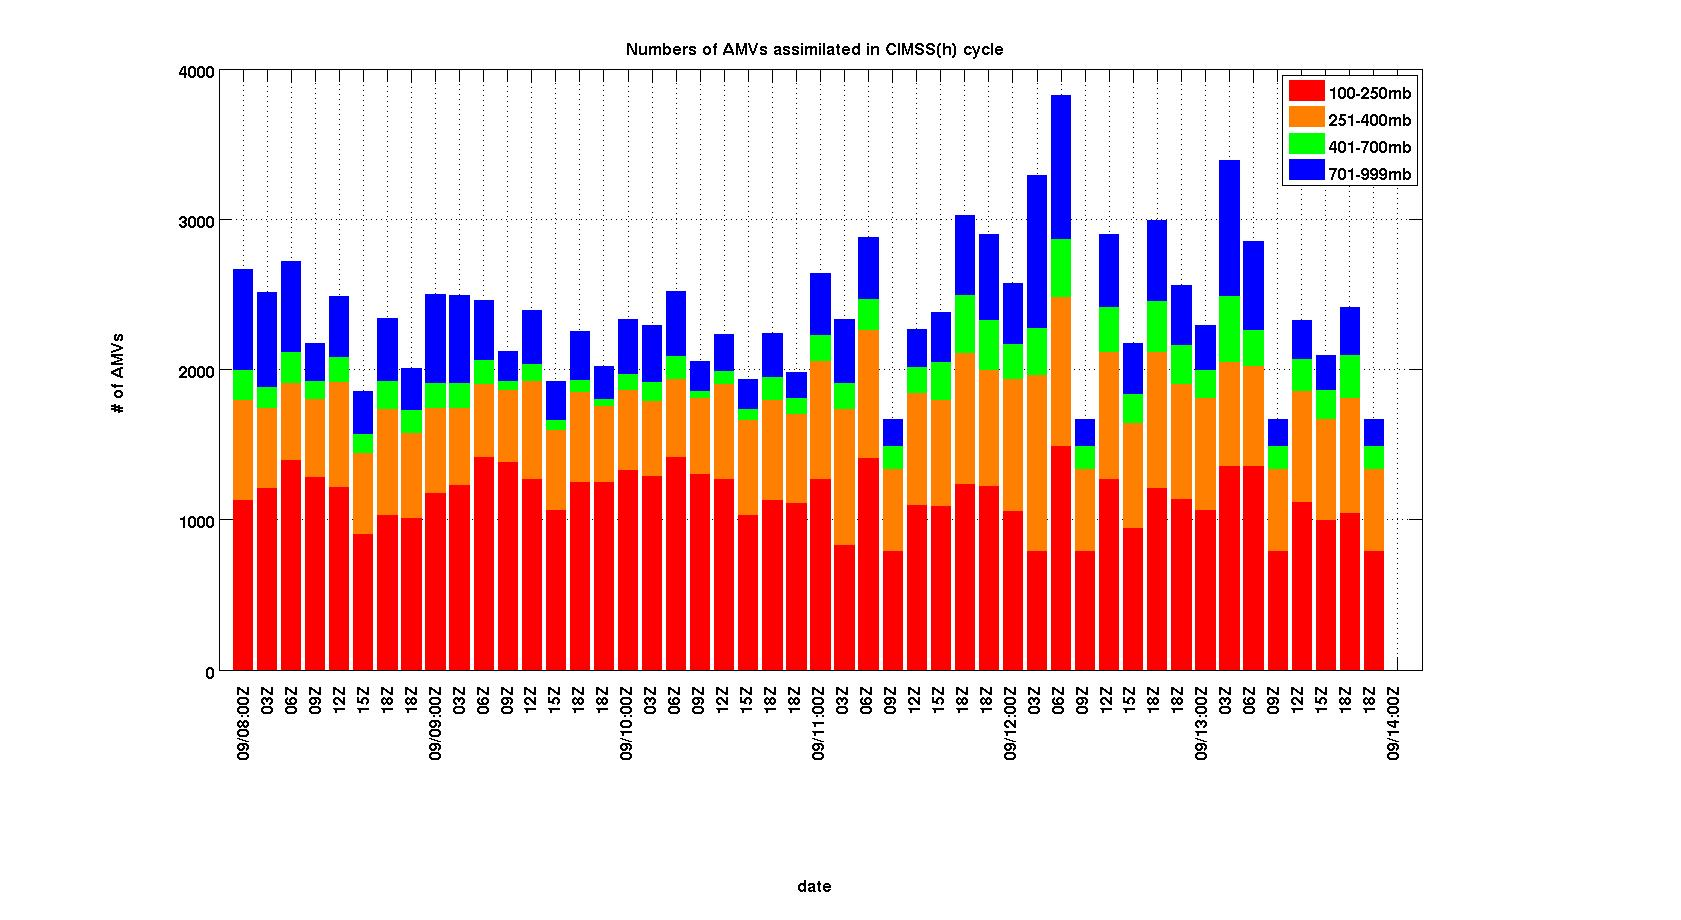 Numbers of AMVs assimilated in CIMSS(h) cycle
4000
3000
2000
1000
0
# of AMVs
100-250mb
251-400mb
401-700mb
701-999mb
09/08:00Z
03Z
06Z
09Z
12Z
15Z
18Z
18Z
09/09:00Z
03Z
06Z
09Z
12Z
15Z
18Z
18Z
09/10:00Z
03Z
06Z
09Z
12Z
15Z
18Z
18Z
09/11:00Z
03Z
06Z
09Z
12Z
15Z
18Z
18Z
09/12:00Z
03Z
06Z
09Z
12Z
15Z
18Z
18Z
09/13:00Z
03Z
06Z
09Z
12Z
15Z
18Z
18Z
09/14:00Z
03Z
date